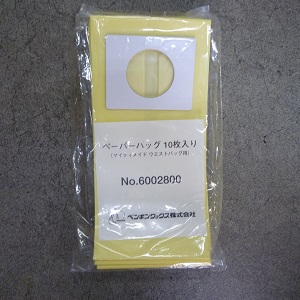 ペーパーバッグ 10枚入り
(マイティメイド ウエストバッグ用)
No.6002800
ペンギンワックス株式会社